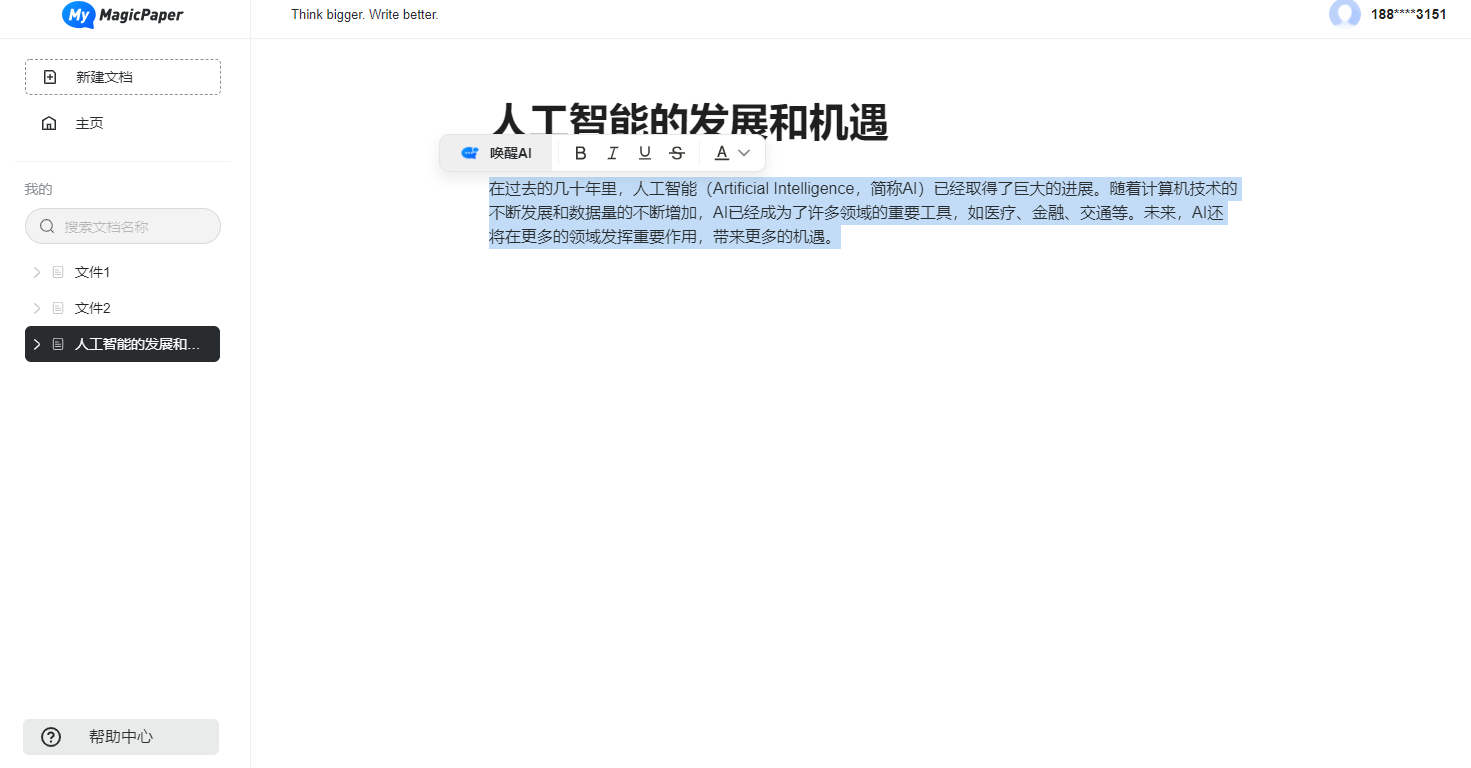 My MagicPaper
Think bigger. Write better.
188****3151
新建文档
主页
我的
搜索文档名称
文件1
文件2
人工智能的发展和...
帮助中心
人工智能的发展和机遇
唤醒AI
B I U S A
在过去的几十年里，人工智能（Artificial Intelligence，简称AI）已经取得了巨大的进展。随着计算机技术的
不断发展和数据量的不断增加，AI已经成为了许多领域的重要工具，如医疗、金融、交通等。未来，AI还
将在更多的领域发挥重要作用，带来更多的机遇。